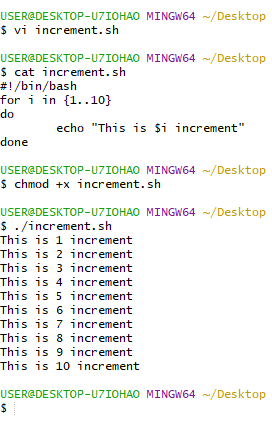 USER@DESKTOP-U7IOHAO MINGW64 ~/Desktop
$ vi increment.sh
USER@DESKTOP-U7IOHAO MINGW64 ~/Desktop
$ cat increment.sh
#!/bin/bash
for i in {1..10}
do
        echo "This is $i increment"
done
USER@DESKTOP-U7IOHAO MINGW64 ~/Desktop
$ chmod +x increment.sh
USER@DESKTOP-U7IOHAO MINGW64 ~/Desktop
$ ./increment.sh
This is 1 increment
This is 2 increment
This is 3 increment
This is 4 increment
This is 5 increment
This is 6 increment
This is 7 increment
This is 8 increment
This is 9 increment
This is 10 increment
USER@DESKTOP-U7IOHAO MINGW64 ~/Desktop
$